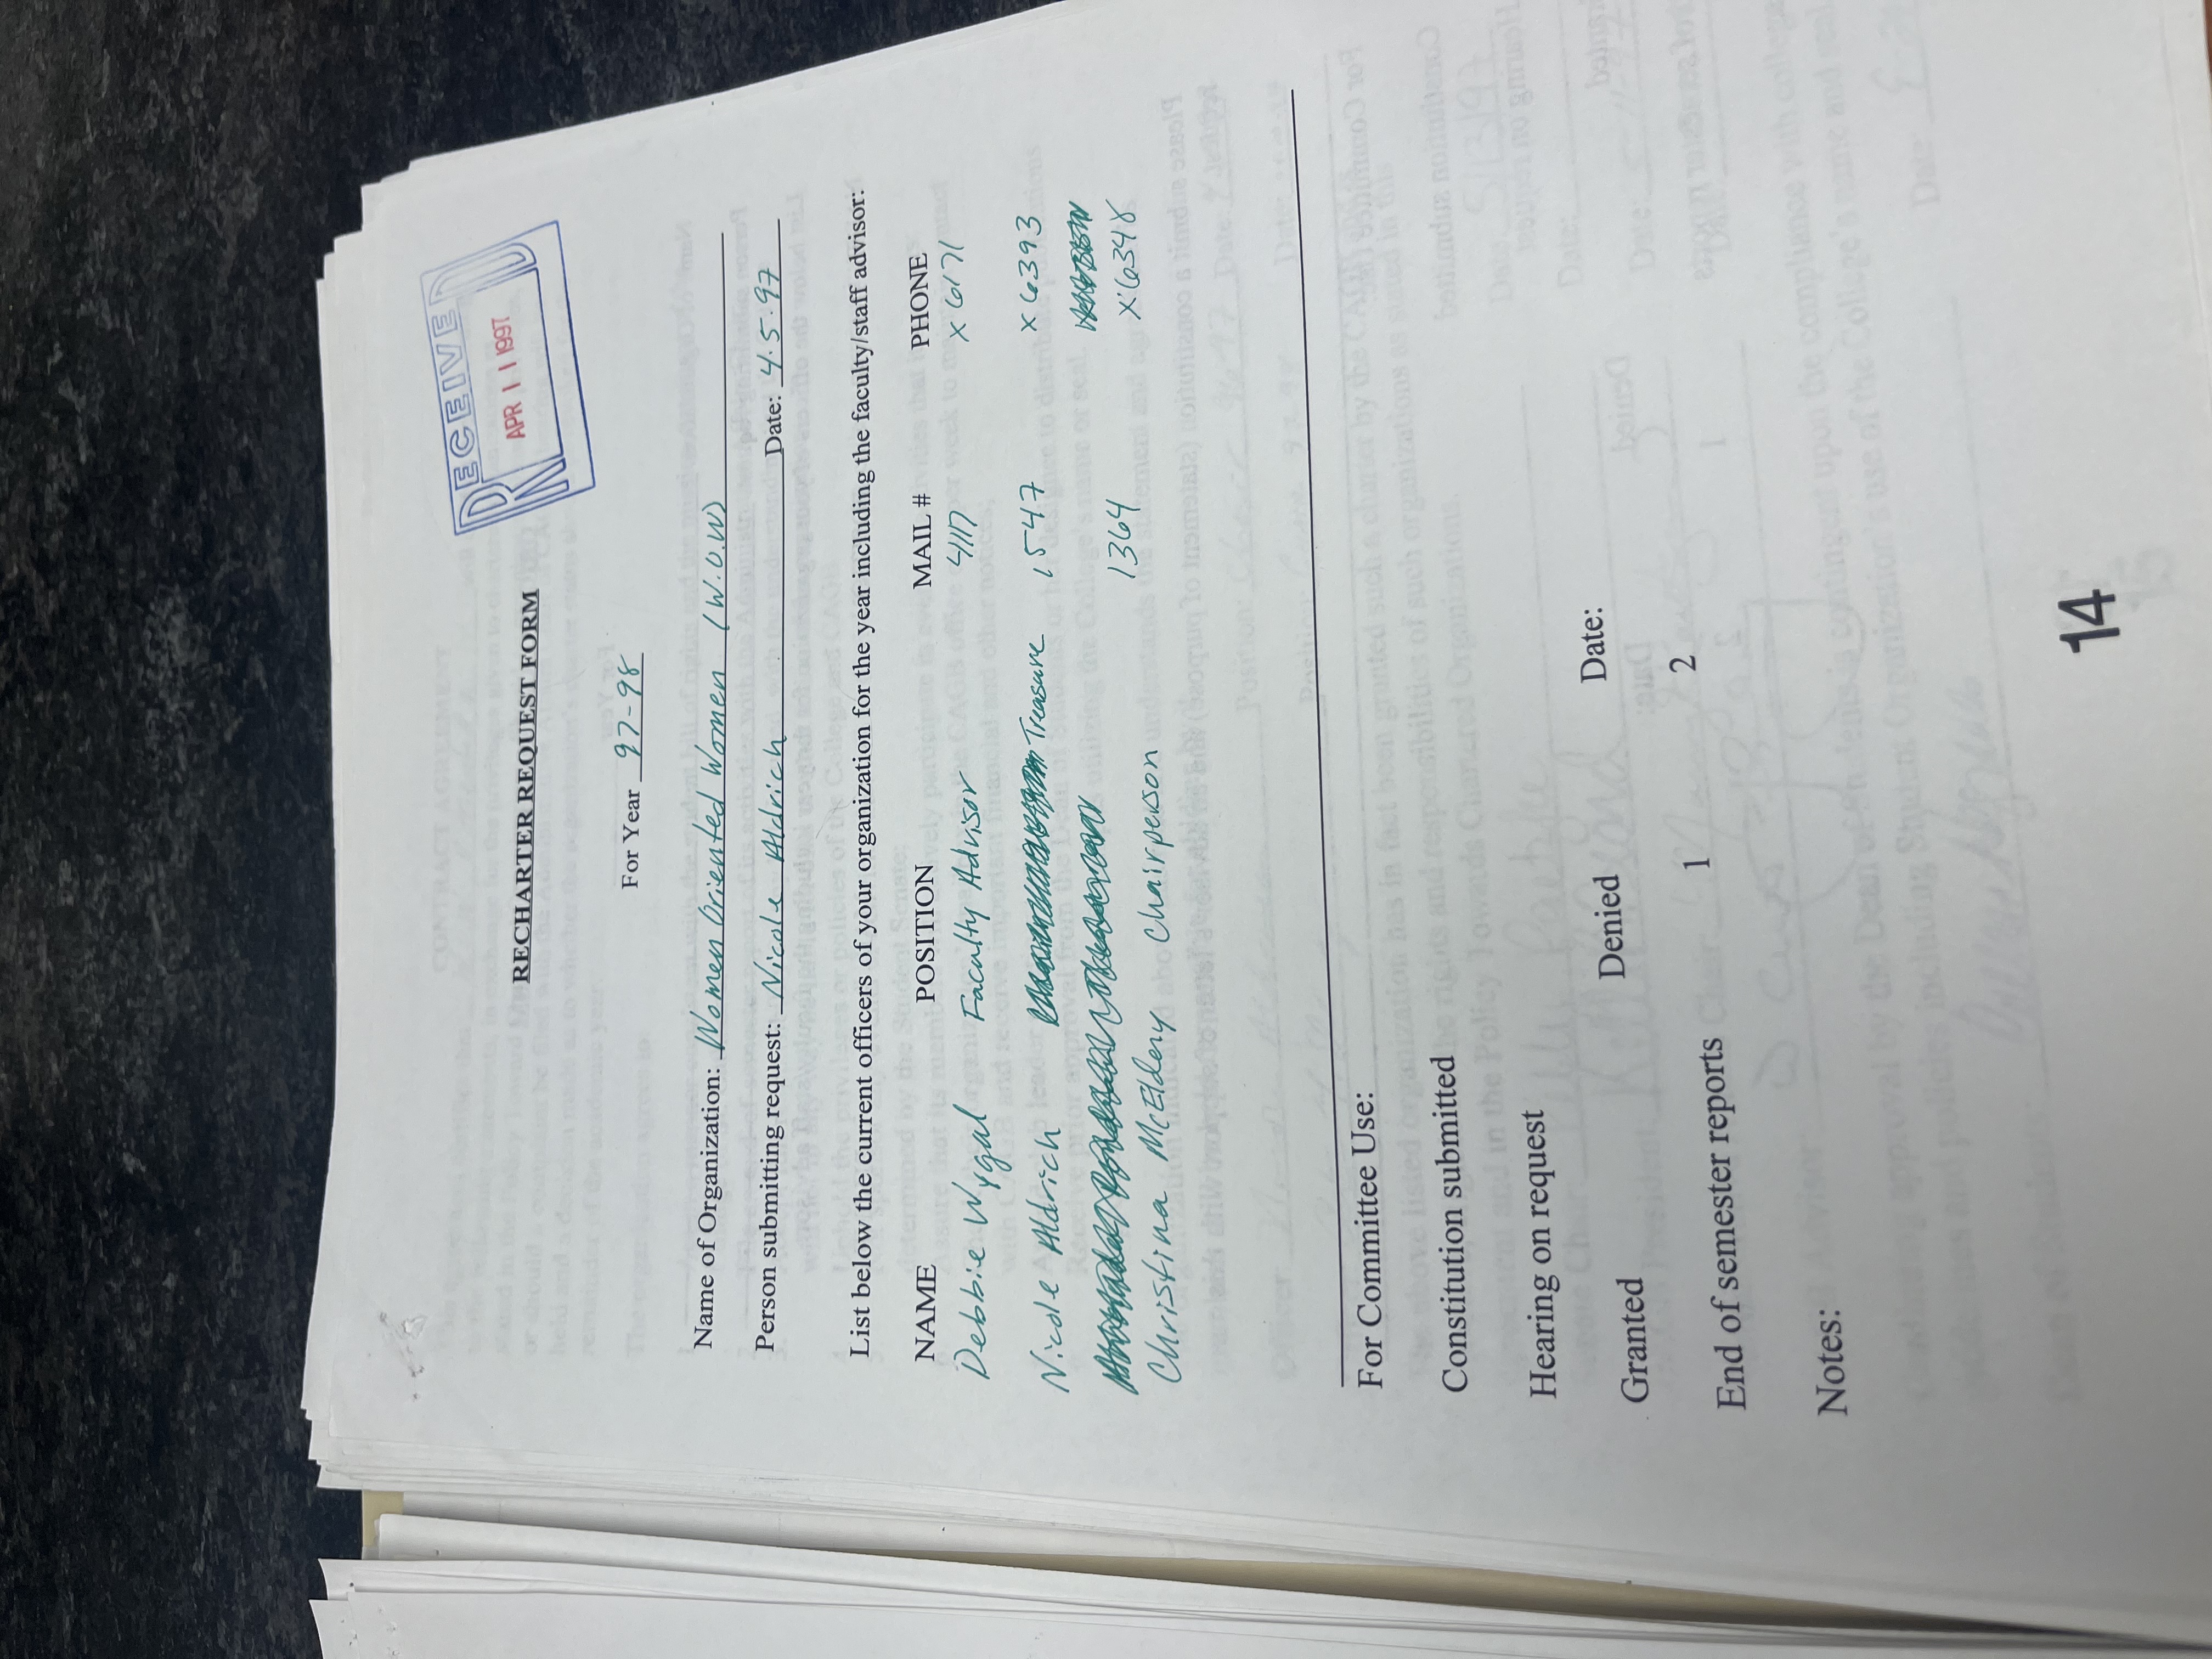 RECEIVED
APR 11 1997
RECHARTER REQUEST FORM
For Year 97-98
Name of Organization: Women Oriented Women (W.O.W)
Person submitting request: Nicole Aldrich Date: 4.5.97
List below the current officers of your organization for the year including the faculty/staff advisor:
NAME POSITION MAIL # PHONE
Debbie Wygal Faculty Advisor 4117 x6171
Nicole Aldrich Treasure 1547 x6393
Christina McEldery Chairperson 1364 x6348
For Committee Use:
Constitution submitted
Hearing on request
Granted Denied Date:
End of semester reports 1 2
Notes:
14